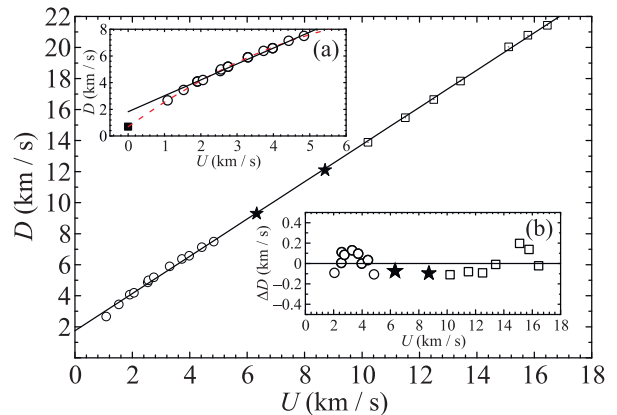 22
20
18
16
14
12
10
8
6
4
2
D (km / s)
0 2 4 6 8 10 12 14 16 18
U (km / s)
(a)
8
6
4
2
0
D (km / s)
0 1 2 3 4 5 6
U (km / s)
(b)
0.4
0.2
0
−0.2
−0.4
ΔD (km / s)
0 2 4 6 8 10 12 14 16 18
U (km / s)